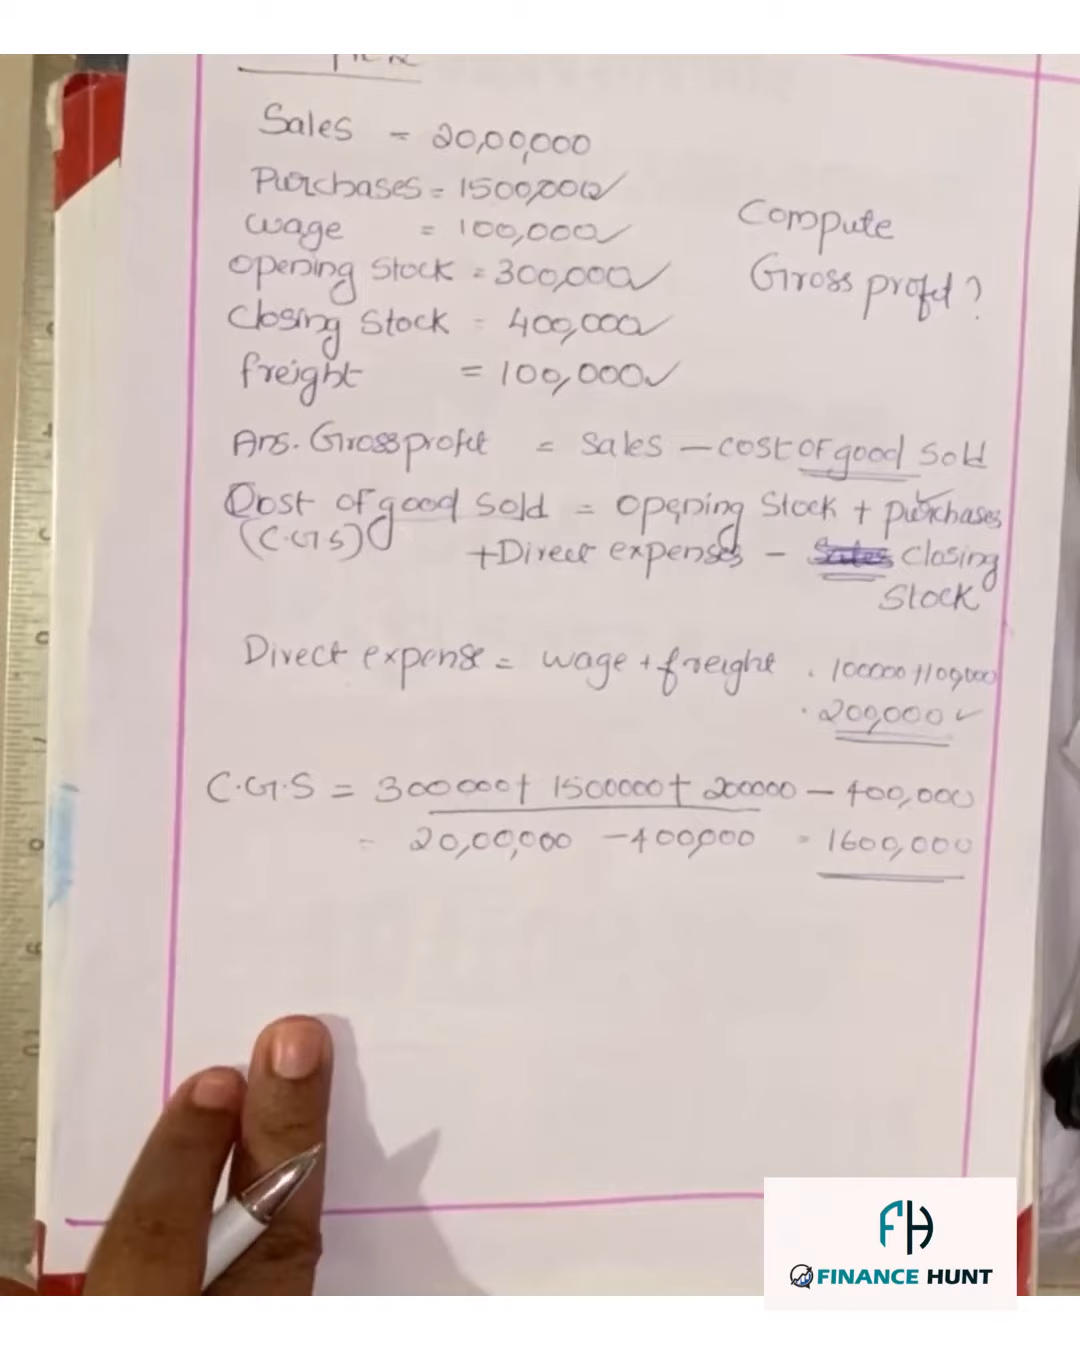 Sales = 20,00,000
Purchases = 1500,000
wage = 100,000
opening Stock = 300,000
Closing Stock = 400,000
freight = 100,000
Compute
Gross profit ?
Ans. Gross profit = Sales — cost of good Sold
Cost of good Sold = Opening Stock + purchases
(C.G.S) + Direct expenses - Closing
Stock
Direct expense = wage + freight . 100000+100,000
. 200,000
C.G.S = 300000+ 1500000+ 200000 - 400,000
= 20,00,000 - 400,000 = 1600,000
FH
FINANCE HUNT